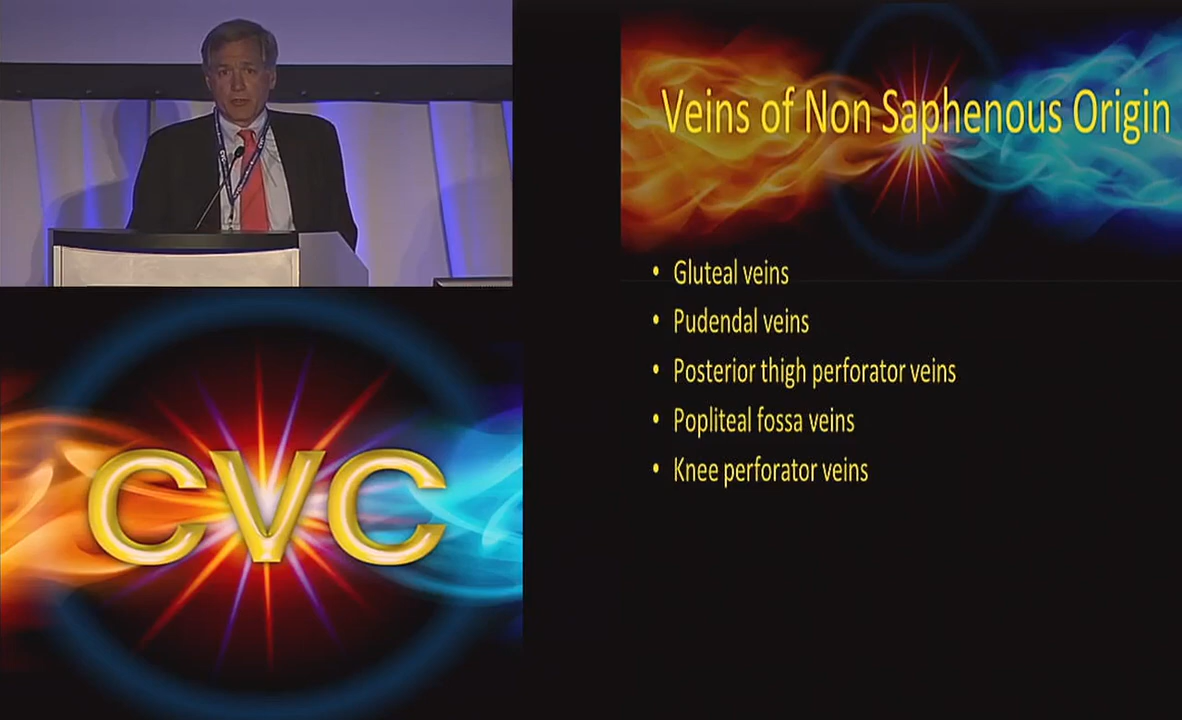 Veins of Non Saphenous Origin
• Gluteal veins
• Pudendal veins
• Posterior thigh perforator veins
• Popliteal fossa veins
• Knee perforator veins
CVC